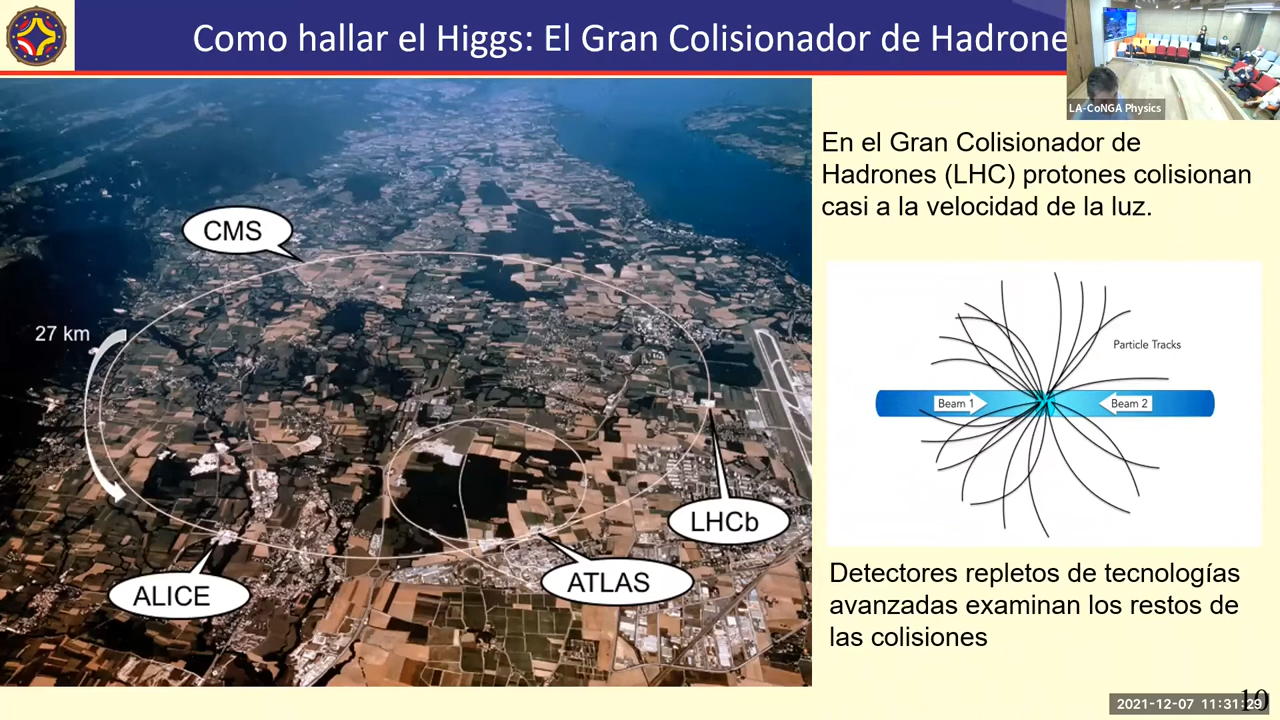 Como hallar el Higgs: El Gran Colisionador de Hadrone
LA-CoNGA Physics
En el Gran Colisionador de
Hadrones (LHC) protones colisionan
casi a la velocidad de la luz.
CMS
27 km
LHCb
ATLAS
ALICE
Particle Tracks
Beam 1
Beam 2
Detectores repletos de tecnologías
avanzadas examinan los restos de
las colisiones
10
2021-12-07 11:31:29